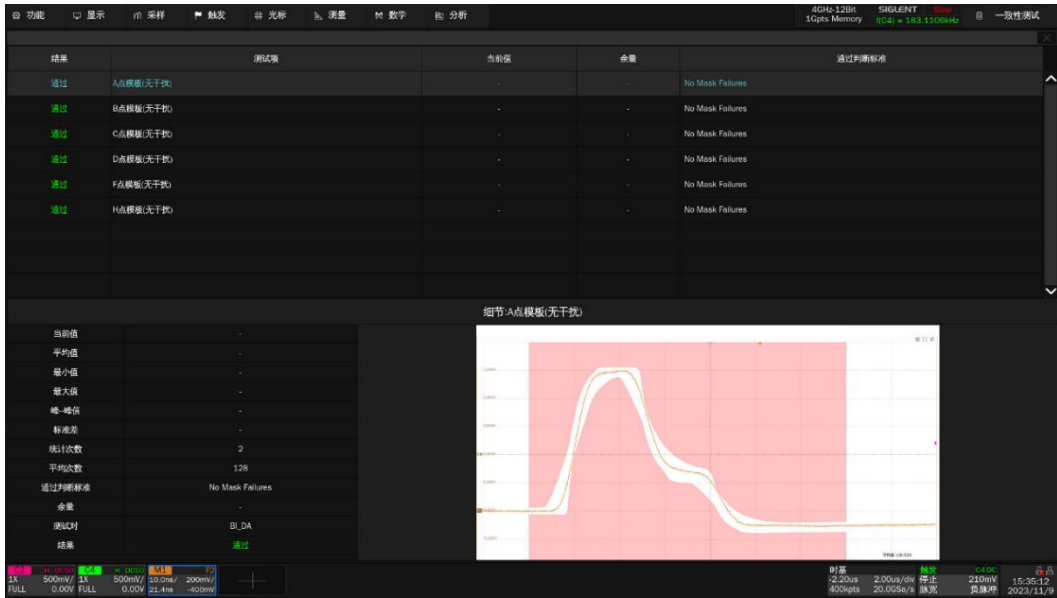 功能 显示 采样 触发 光标 测量 数学 分析 4GHz-12Bit SIGLENT Stop 一致性测试
1Gpts Memory f(C4) = 183.1106kHz
结果 测试项 当前值 余量 通过判断标准
通过 A点模板(无干扰) - - No Mask Failures
通过 B点模板(无干扰) - - No Mask Failures
通过 C点模板(无干扰) - - No Mask Failures
通过 D点模板(无干扰) - - No Mask Failures
通过 F点模板(无干扰) - - No Mask Failures
通过 H点模板(无干扰) - - No Mask Failures
细节:A点模板(无干扰)
当前值 -
平均值 -
最小值 -
最大值 -
峰-峰值 -
标准差 -
统计次数 2
平均次数 128
通过判断标准 No Mask Failures
余量 -
测试对 BI_DA
结果 通过
C2 H DC50 C4 H DC50 M1 F2 时基 触发 C4 DC
1X 500mV/ 1X 500mV/ 10.0ns/ 200mV/ -2.20us 2.00us/div 停止 210mV 15:35:12
FULL 0.00V FULL 0.00V 21.4ns -400mV 400kpts 20.0GSa/s 脉宽 负脉冲 2023/11/9